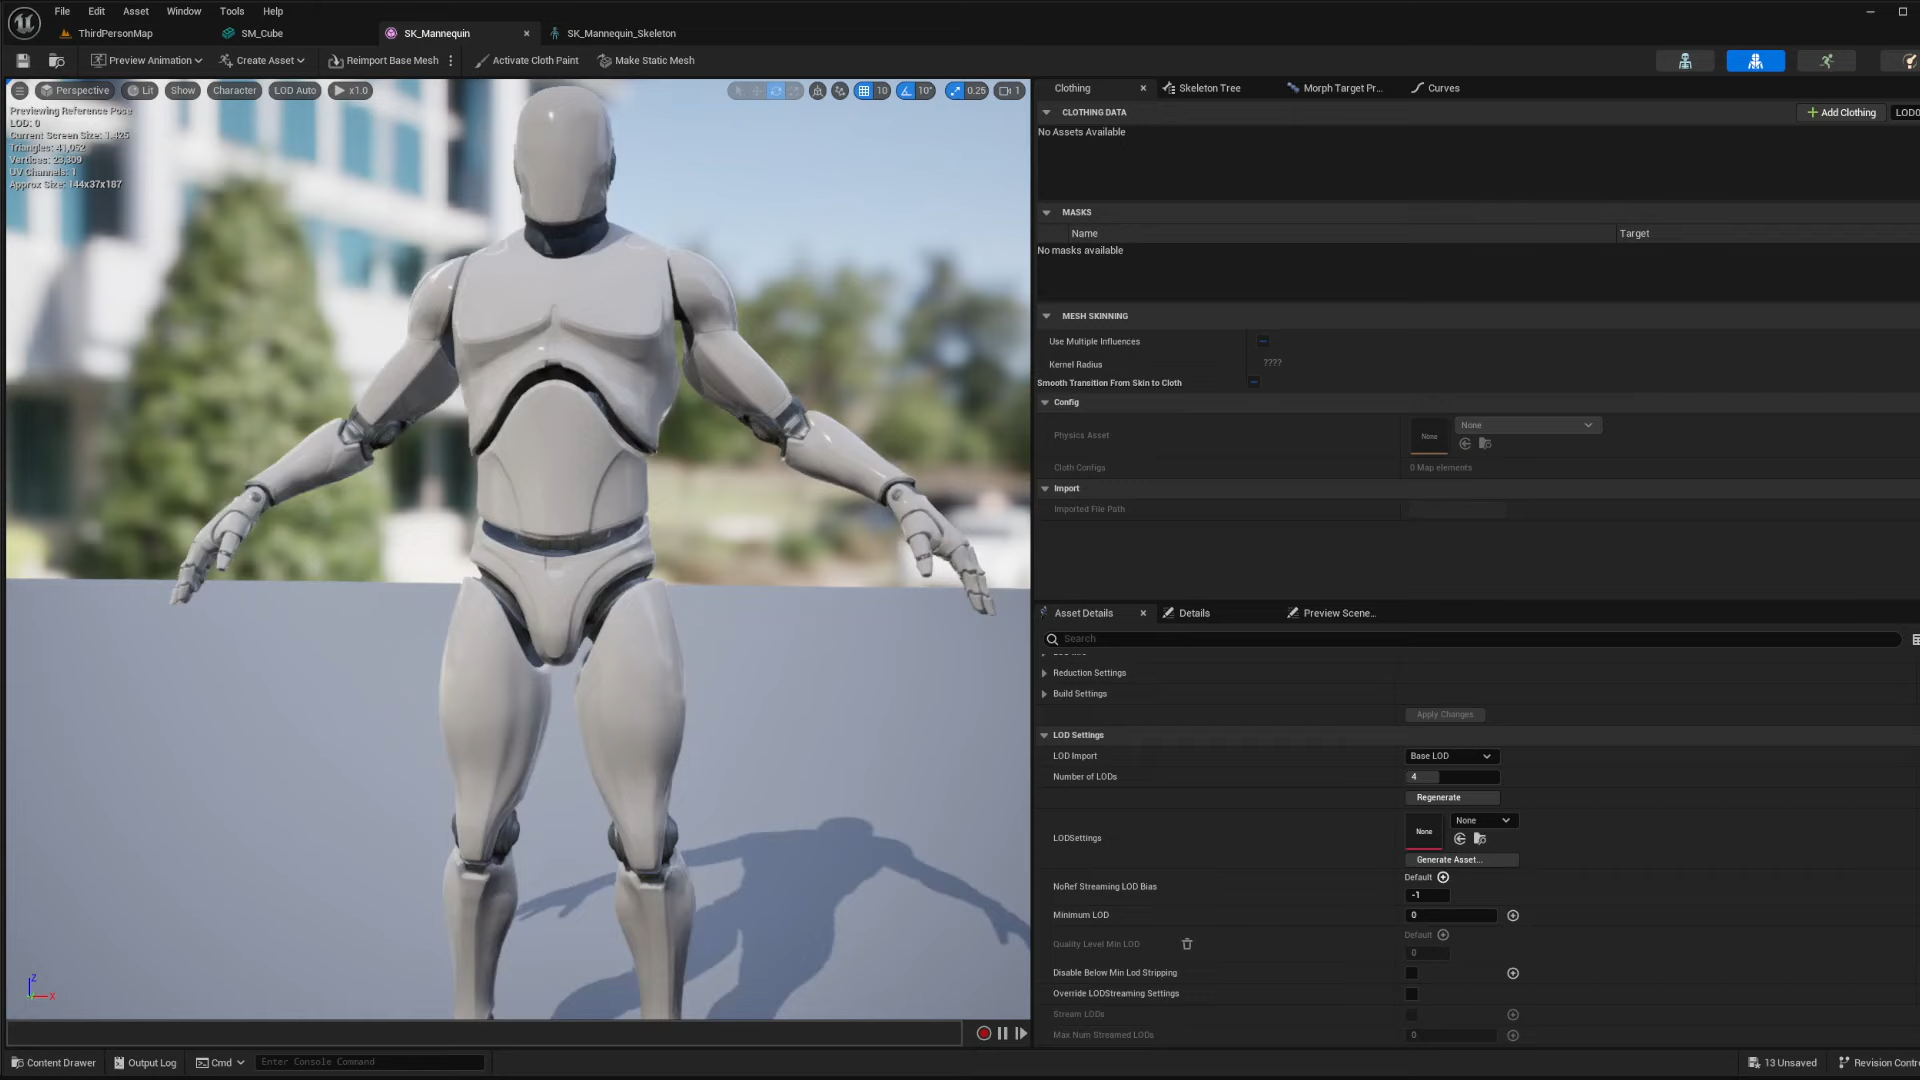 File Edit Asset Window Tools Help
ThirdPersonMap SM_Cube SK_Mannequin SK_Mannequin_Skeleton
Preview Animation Create Asset Reimport Base Mesh Activate Cloth Paint Make Static Mesh
Perspective Lit Show Character LOD Auto x1.0 10 10° 0.25 1
Previewing Reference Pose
LOD: 0
Current Screen Size: 1.425
Triangles: 41,052
Vertices: 23,309
UV Channels: 1
Approx Size: 144x37x187
Clothing Skeleton Tree Morph Target Pr... Curves
CLOTHING DATA Add Clothing LOD0
No Assets Available
MASKS
Name Target
No masks available
MESH SKINNING
Use Multiple Influences
Kernel Radius ????
Smooth Transition From Skin to Cloth
Config
Physics Asset None None
Cloth Configs 0 Map elements
Import
Imported File Path
Asset Details Details Preview Scene...
Search
Reduction Settings
Build Settings
Apply Changes
LOD Settings
LOD Import Base LOD
Number of LODs 4
Regenerate
LODSettings None None
Generate Asset...
NoRef Streaming LOD Bias Default
-1
Minimum LOD 0
Quality Level Min LOD Default
0
Disable Below Min Lod Stripping
Override LODStreaming Settings
Stream LODs
Max Num Streamed LODs 0
Z
X
Content Drawer Output Log Cmd Enter Console Command 13 Unsaved Revision Contro